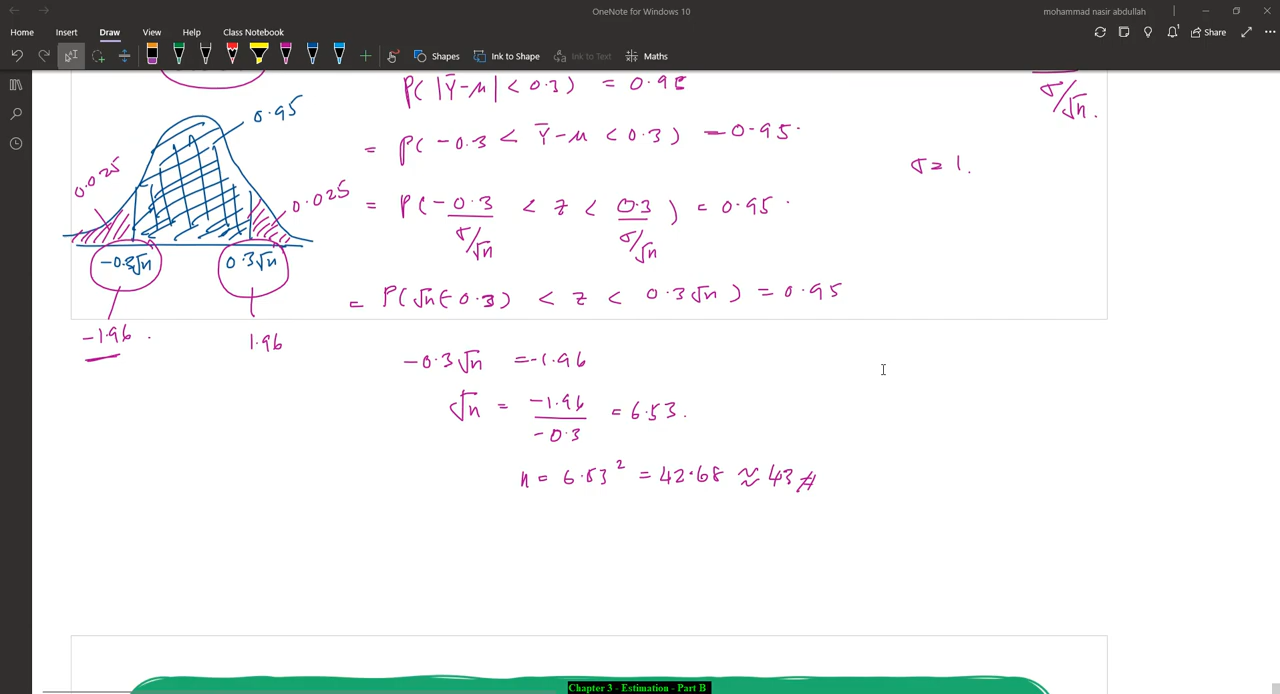 OneNote for Windows 10
mohammad nasir abdullah
Home Insert Draw View Help Class Notebook
Share
Shapes Ink to Shape Ink to Text Maths
P( |Ȳ-μ| < 0.3 ) = 0.95
σ/√n.
0.95
= P( -0.3 < Ȳ-μ < 0.3 ) = 0.95.
σ = 1.
0.025
0.025
= P( -0.3/σ/√n < z < 0.3/σ/√n ) = 0.95.
-0.3√n 0.3√n
= P( √n(-0.3) < z < 0.3√n ) = 0.95
-1.96. 1.96
-0.3√n = -1.96
√n = -1.96/-0.3 = 6.53.
n = 6.53² = 42.68 ≈ 43 #
Chapter 3 - Estimation - Part B